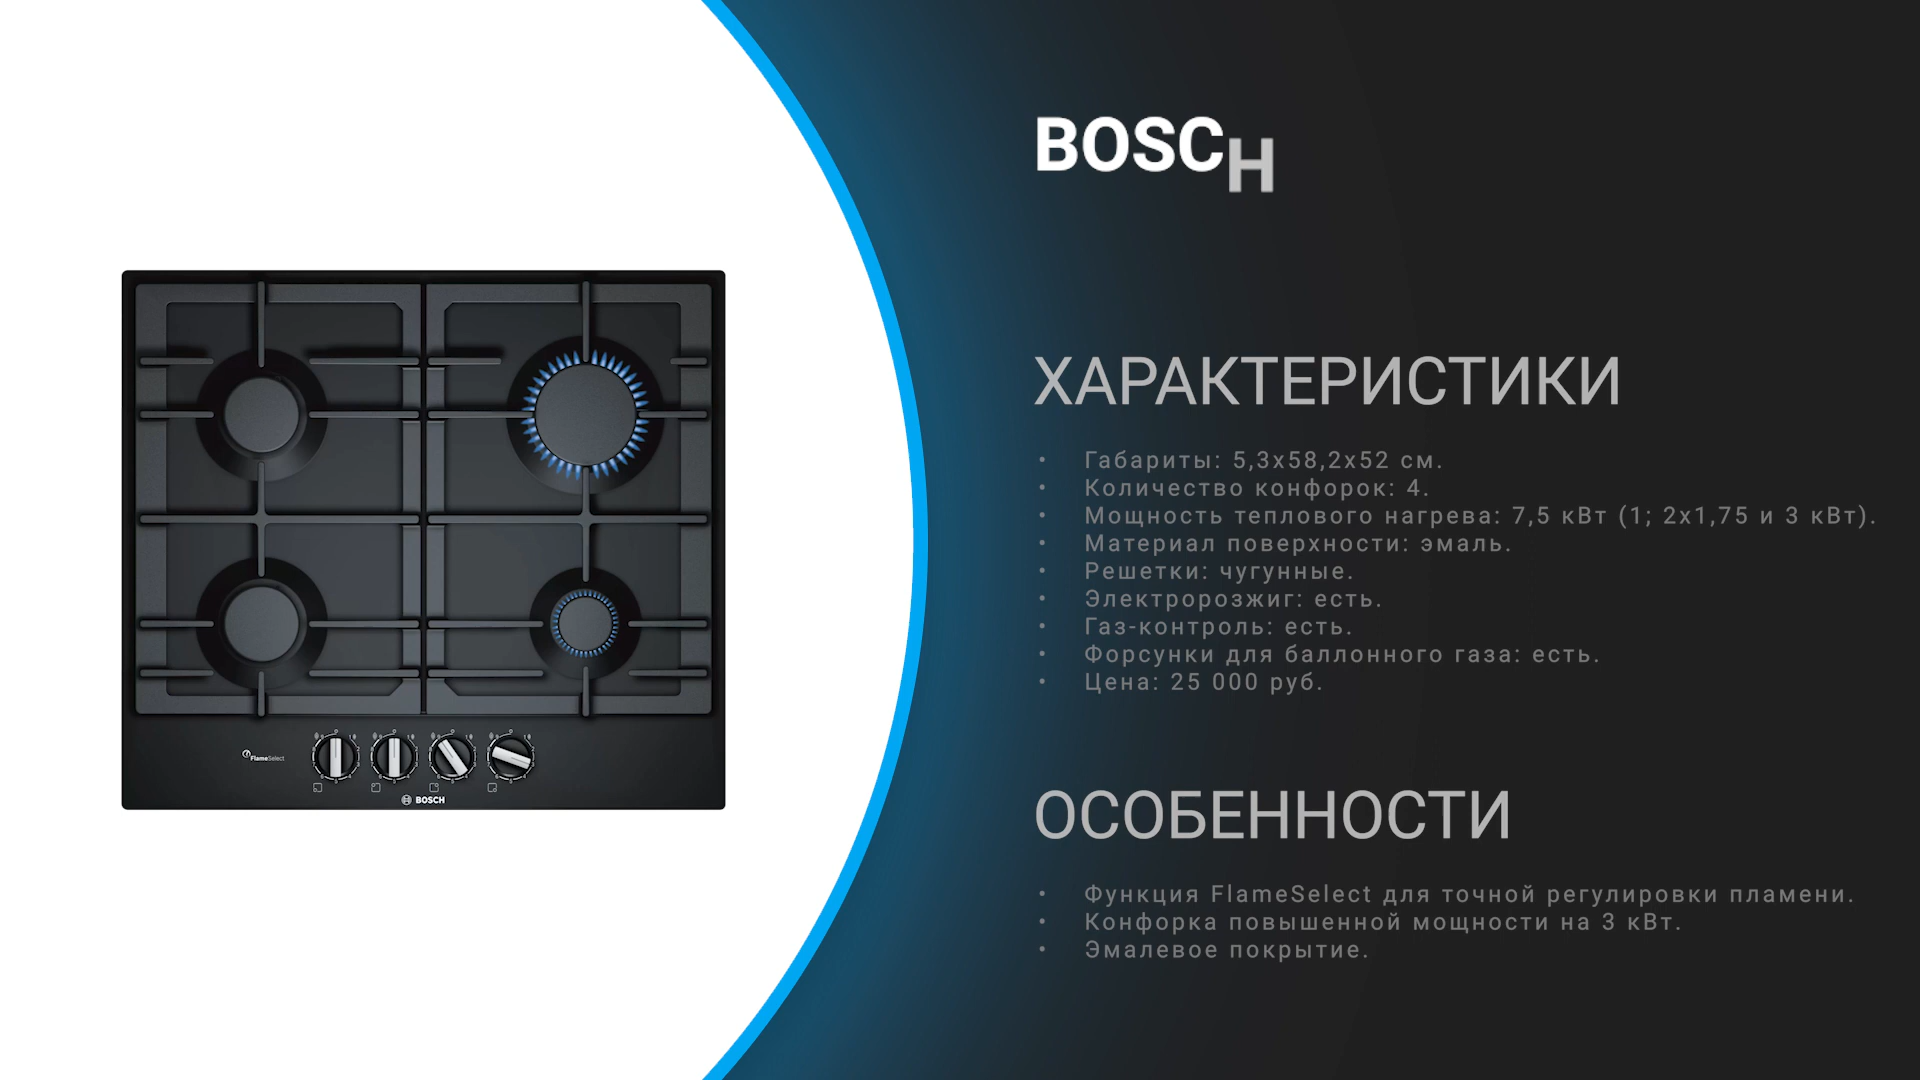 BOSCH
ХАРАКТЕРИСТИКИ
• Габариты: 5,3х58,2х52 см.
• Количество конфорок: 4.
• Мощность теплового нагрева: 7,5 кВт (1; 2х1,75 и 3 кВт).
• Материал поверхности: эмаль.
• Решетки: чугунные.
• Электророзжиг: есть.
• Газ-контроль: есть.
• Форсунки для баллонного газа: есть.
• Цена: 25 000 руб.
ОСОБЕННОСТИ
• Функция FlameSelect для точной регулировки пламени.
• Конфорка повышенной мощности на 3 кВт.
• Эмалевое покрытие.
FlameSelect
BOSCH